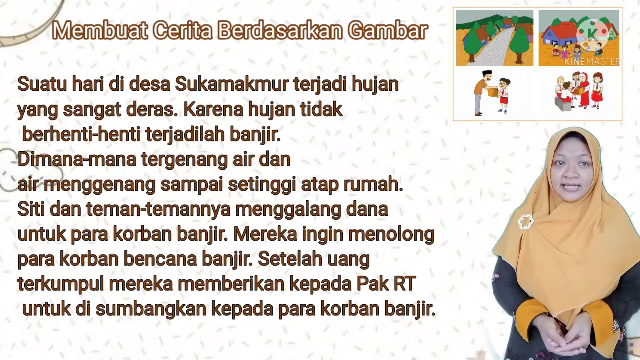 Membuat Cerita Berdasarkan Gambar
K
KINEMASTER
Suatu hari di desa Sukamakmur terjadi hujan
yang sangat deras. Karena hujan tidak
berhenti-henti terjadilah banjir.
Dimana-mana tergenang air dan
air menggenang sampai setinggi atap rumah.
Siti dan teman-temannya menggalang dana
untuk para korban banjir. Mereka ingin menolong
para korban bencana banjir. Setelah uang
terkumpul mereka memberikan kepada Pak RT
untuk di sumbangkan kepada para korban banjir.